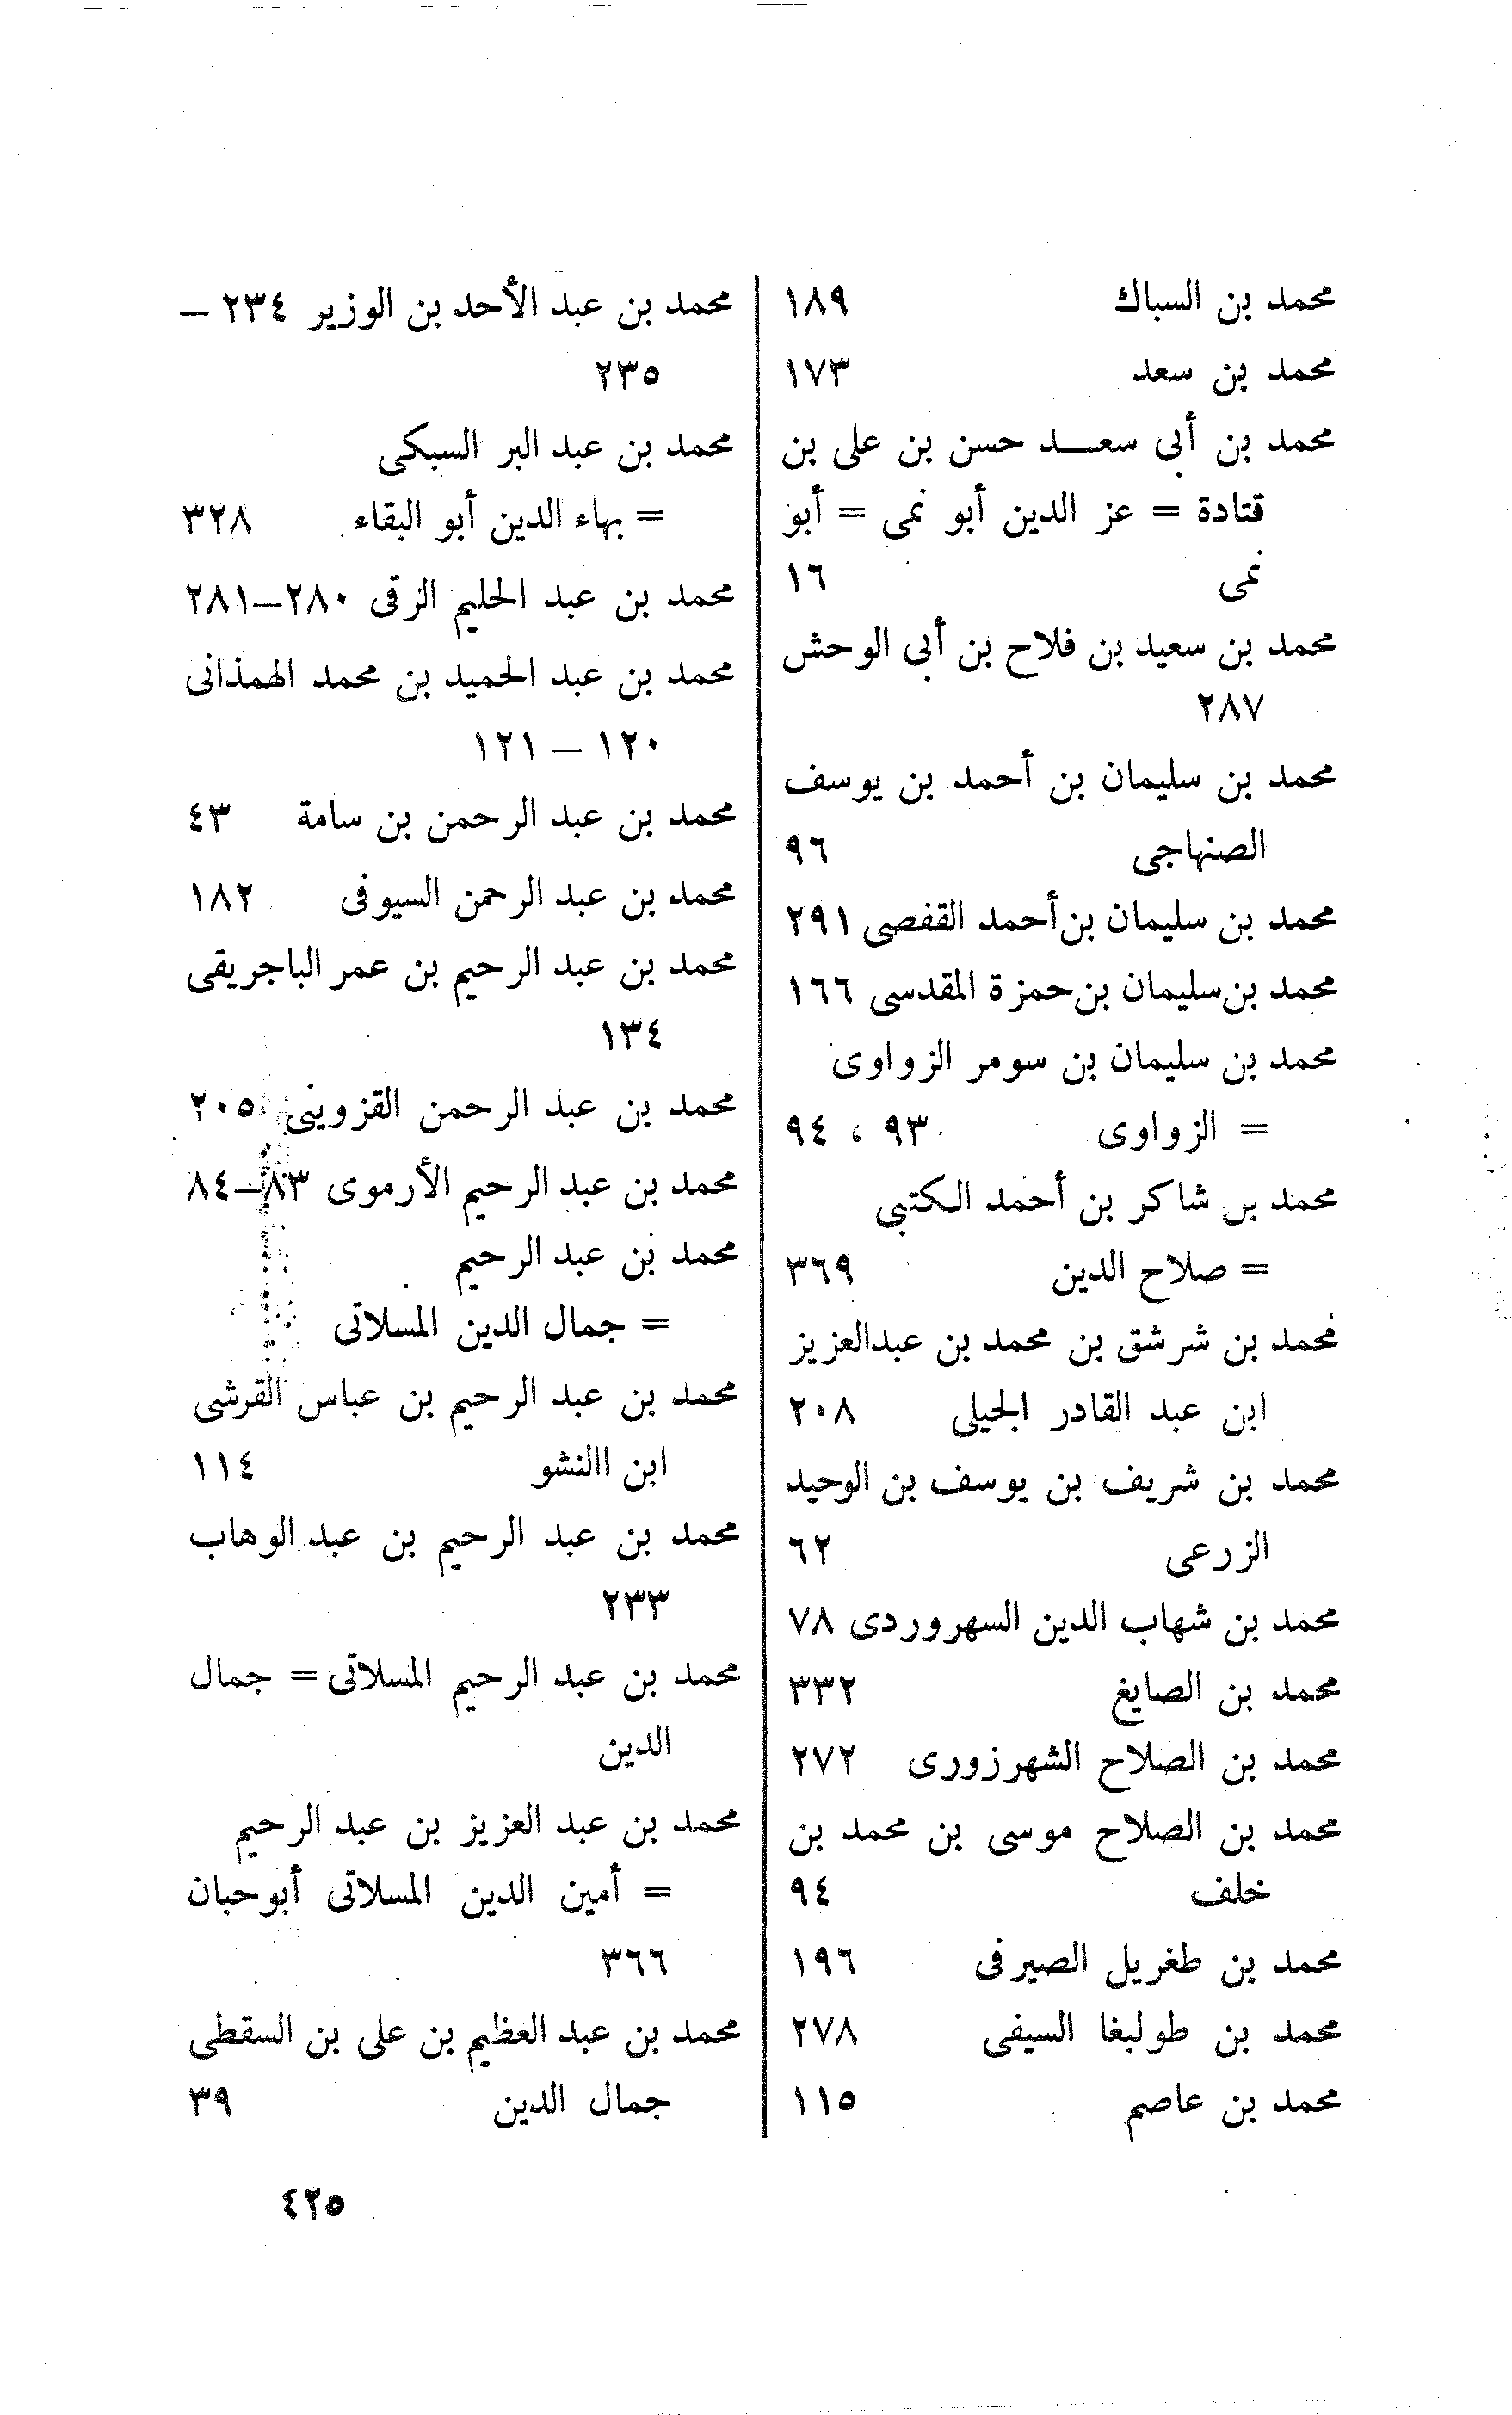 محمد بن السباك ١٨٩
محمد بن سعد ١٧٣
محمد بن أبى سعـــد حسن بن على بن
قتادة = عز الدين أبو نمى = أبو
نمى ١٦
محمد بن سعيد بن فلاح بن أبى الوحش
٢٨٧
محمد بن سليمان بن أحمد بن يوسف
الصنهاجى ٩٦
محمد بن سليمان بن أحمد القفصى ٢٩١
محمد بن سليمان بن حمزة المقدسى ١٦٦
محمد بن سليمان بن سومر الزواوى
= الزواوى ٩٣ ، ٩٤
محمد بن شاكر بن أحمد الكتبى
= صلاح الدين ٣٦٩
محمد بن شرشق بن محمد بن عبدالعزيز
ابن عبد القادر الجيلى ٢٠٨
محمد بن شريف بن يوسف بن الوحيد
الزرعى ٦٢
محمد بن شهاب الدين السهروردى ٧٨
محمد بن الصايغ ٣٣٢
محمد بن الصلاح الشهرزورى ٢٧٢
محمد بن الصلاح موسى بن محمد بن
خلف ٩٤
محمد بن طغريل الصيرفى ١٩٦
محمد بن طولبغا السيفى ٢٧٨
محمد بن عاصم ١١٥
محمد بن عبد الأحد بن الوزير ٢٣٤ –
٢٣٥
محمد بن عبد البر السبكى
= بهاء الدين أبو البقاء ٣٢٨
محمد بن عبد الحليم الرقى ٢٨٠–٢٨١
محمد بن عبد الحميد بن محمد الهمذانى
١٢٠ – ١٢١
محمد بن عبد الرحمن بن سامة ٤٣
محمد بن عبد الرحمن السيوفى ١٨٢
محمد بن عبد الرحيم بن عمر الباجريقى
١٣٤
محمد بن عبد الرحمن القزوينى ٢٠٥
محمد بن عبد الرحيم الأرموى ٨٣–٨٤
محمد بن عبد الرحيم
= جمال الدين المسلاتى
محمد بن عبد الرحيم بن عباس القرشى
ابن االنشو ١١٤
محمد بن عبد الرحيم بن عبد الوهاب
٢٣٣
محمد بن عبد الرحيم المسلاتى = جمال
الدين
محمد بن عبد العزيز بن عبد الرحيم
= أمين الدين المسلاتى أبوحبان
٣٦٦
محمد بن عبد العظيم بن على بن السقطى
جمال الدين ٣٩
٤٢٥